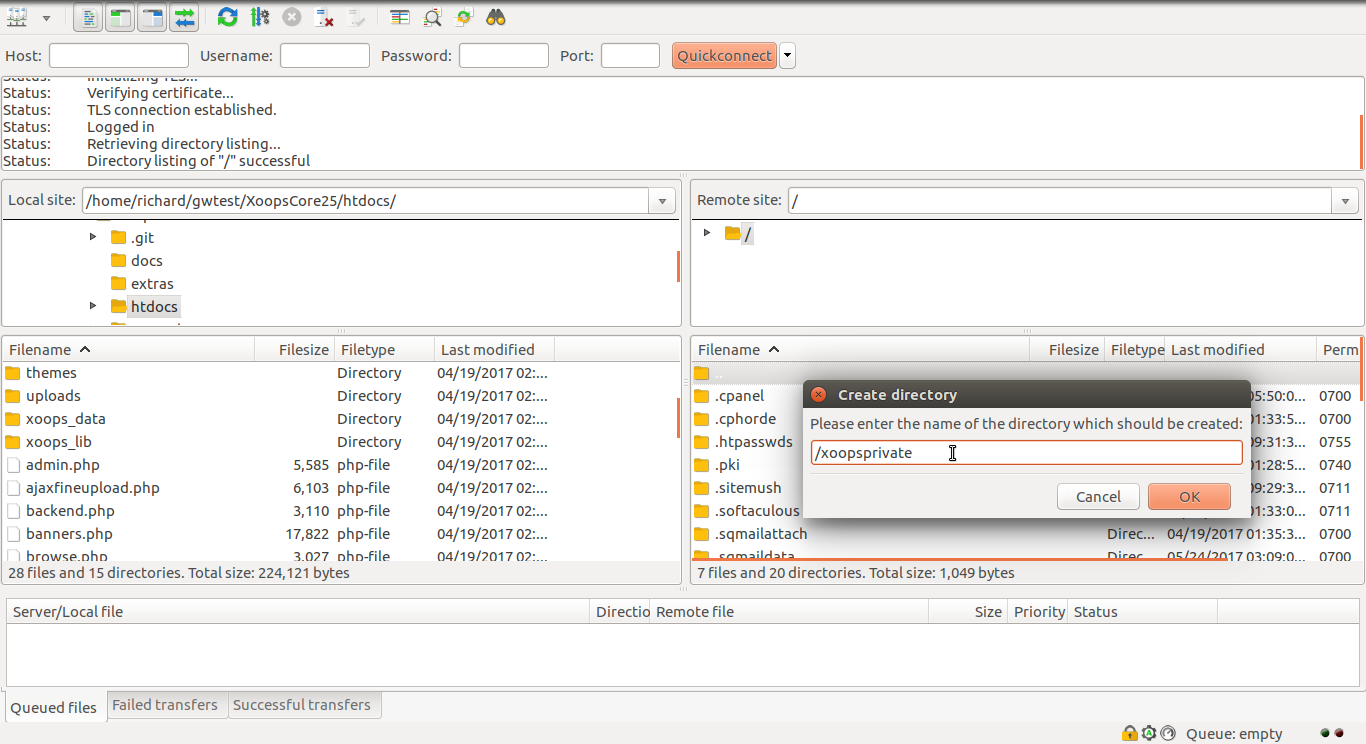 Host: Username: Password: Port: Quickconnect
Status: Initializing TLS...
Status: Verifying certificate...
Status: TLS connection established.
Status: Logged in
Status: Retrieving directory listing...
Status: Directory listing of "/" successful
Local site: /home/richard/gwtest/XoopsCore25/htdocs/
.git
docs
extras
htdocs
Filename Filesize Filetype Last modified
themes Directory 04/19/2017 02:...
uploads Directory 04/19/2017 02:...
xoops_data Directory 04/19/2017 02:...
xoops_lib Directory 04/19/2017 02:...
admin.php 5,585 php-file 04/19/2017 02:...
ajaxfineupload.php 6,103 php-file 04/19/2017 02:...
backend.php 3,110 php-file 04/19/2017 02:...
banners.php 17,822 php-file 04/19/2017 02:...
browse.php 3,027 php-file 04/19/2017 02:...
28 files and 15 directories. Total size: 224,121 bytes
Remote site: /
/
Filename Filesize Filetype Last modified Perm
..
.cpanel 05:50:0... 0700
.cphorde 01:33:5... 0700
.htpasswds 09:31:3... 0755
.pki 01:28:5... 0740
.sitemush 09:29:3... 0711
.softaculous 01:33:0... 0711
.sqmailattach Direc... 04/19/2017 01:35:3... 0700
.sqmaildata Direc... 05/24/2017 03:09:0... 0700
7 files and 20 directories. Total size: 1,049 bytes
Create directory
Please enter the name of the directory which should be created:
/xoopsprivate
Cancel OK
Server/Local file Directio Remote file Size Priority Status
Queued files Failed transfers Successful transfers
Queue: empty